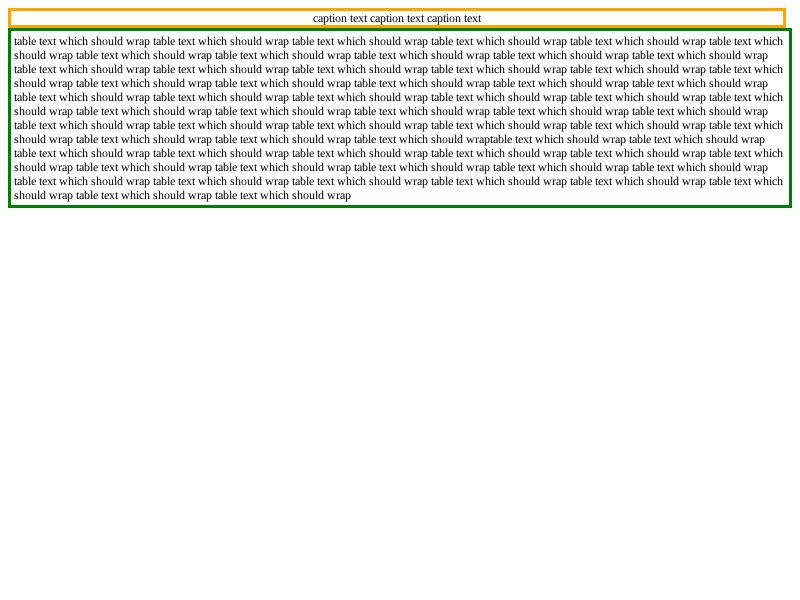 caption text caption text caption text
table text which should wrap table text which should wrap table text which should wrap table text which should wrap table text which should wrap table text which
should wrap table text which should wrap table text which should wrap table text which should wrap table text which should wrap table text which should wrap
table text which should wrap table text which should wrap table text which should wrap table text which should wrap table text which should wrap table text which
should wrap table text which should wrap table text which should wrap table text which should wrap table text which should wrap table text which should wrap
table text which should wrap table text which should wrap table text which should wrap table text which should wrap table text which should wrap table text which
should wrap table text which should wrap table text which should wrap table text which should wrap table text which should wrap table text which should wrap
table text which should wrap table text which should wrap table text which should wrap table text which should wrap table text which should wrap table text which
should wrap table text which should wrap table text which should wrap table text which should wraptable text which should wrap table text which should wrap
table text which should wrap table text which should wrap table text which should wrap table text which should wrap table text which should wrap table text which
should wrap table text which should wrap table text which should wrap table text which should wrap table text which should wrap table text which should wrap
table text which should wrap table text which should wrap table text which should wrap table text which should wrap table text which should wrap table text which
should wrap table text which should wrap table text which should wrap